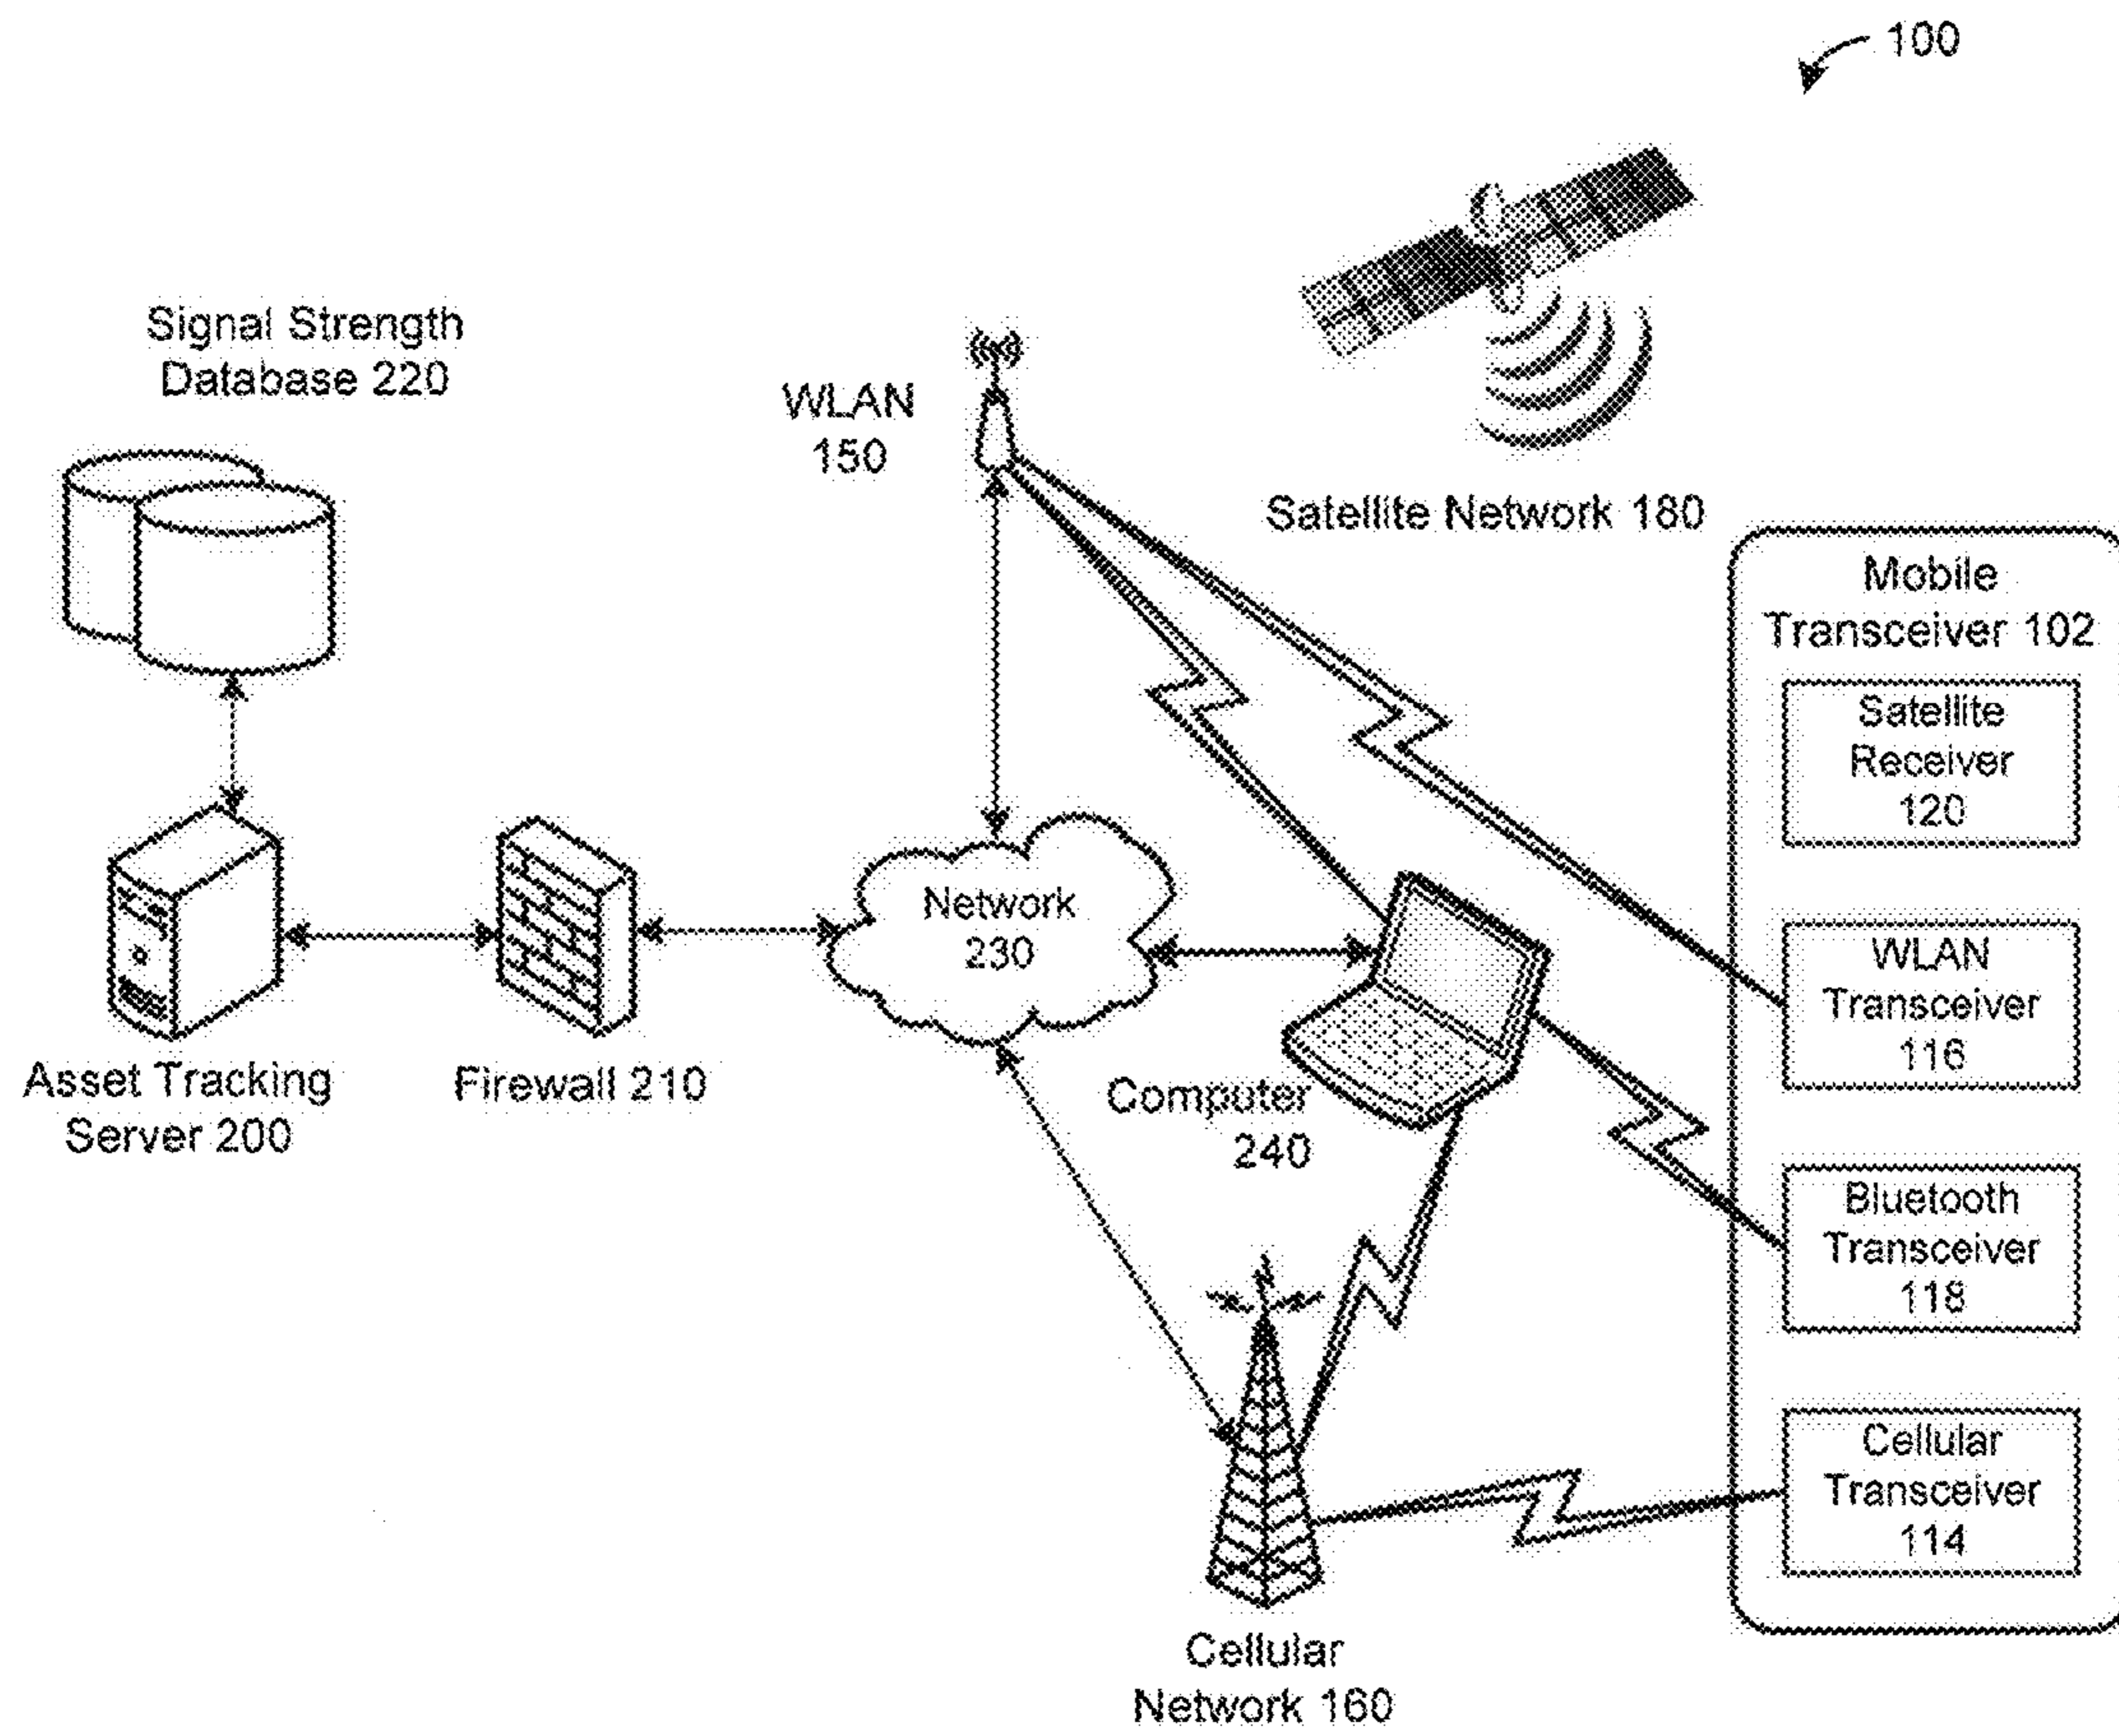 100
Signal Strength
Database 220
WLAN
150
Satellite Network 180
Mobile
Transceiver 102
Satellite
Receiver
120
Network
230
WLAN
Transceiver
116
Asset Tracking
Server 200
Firewall 210
Computer
240
Bluetooth
Transceiver
118
Cellular
Transceiver
114
Cellular
Network 160